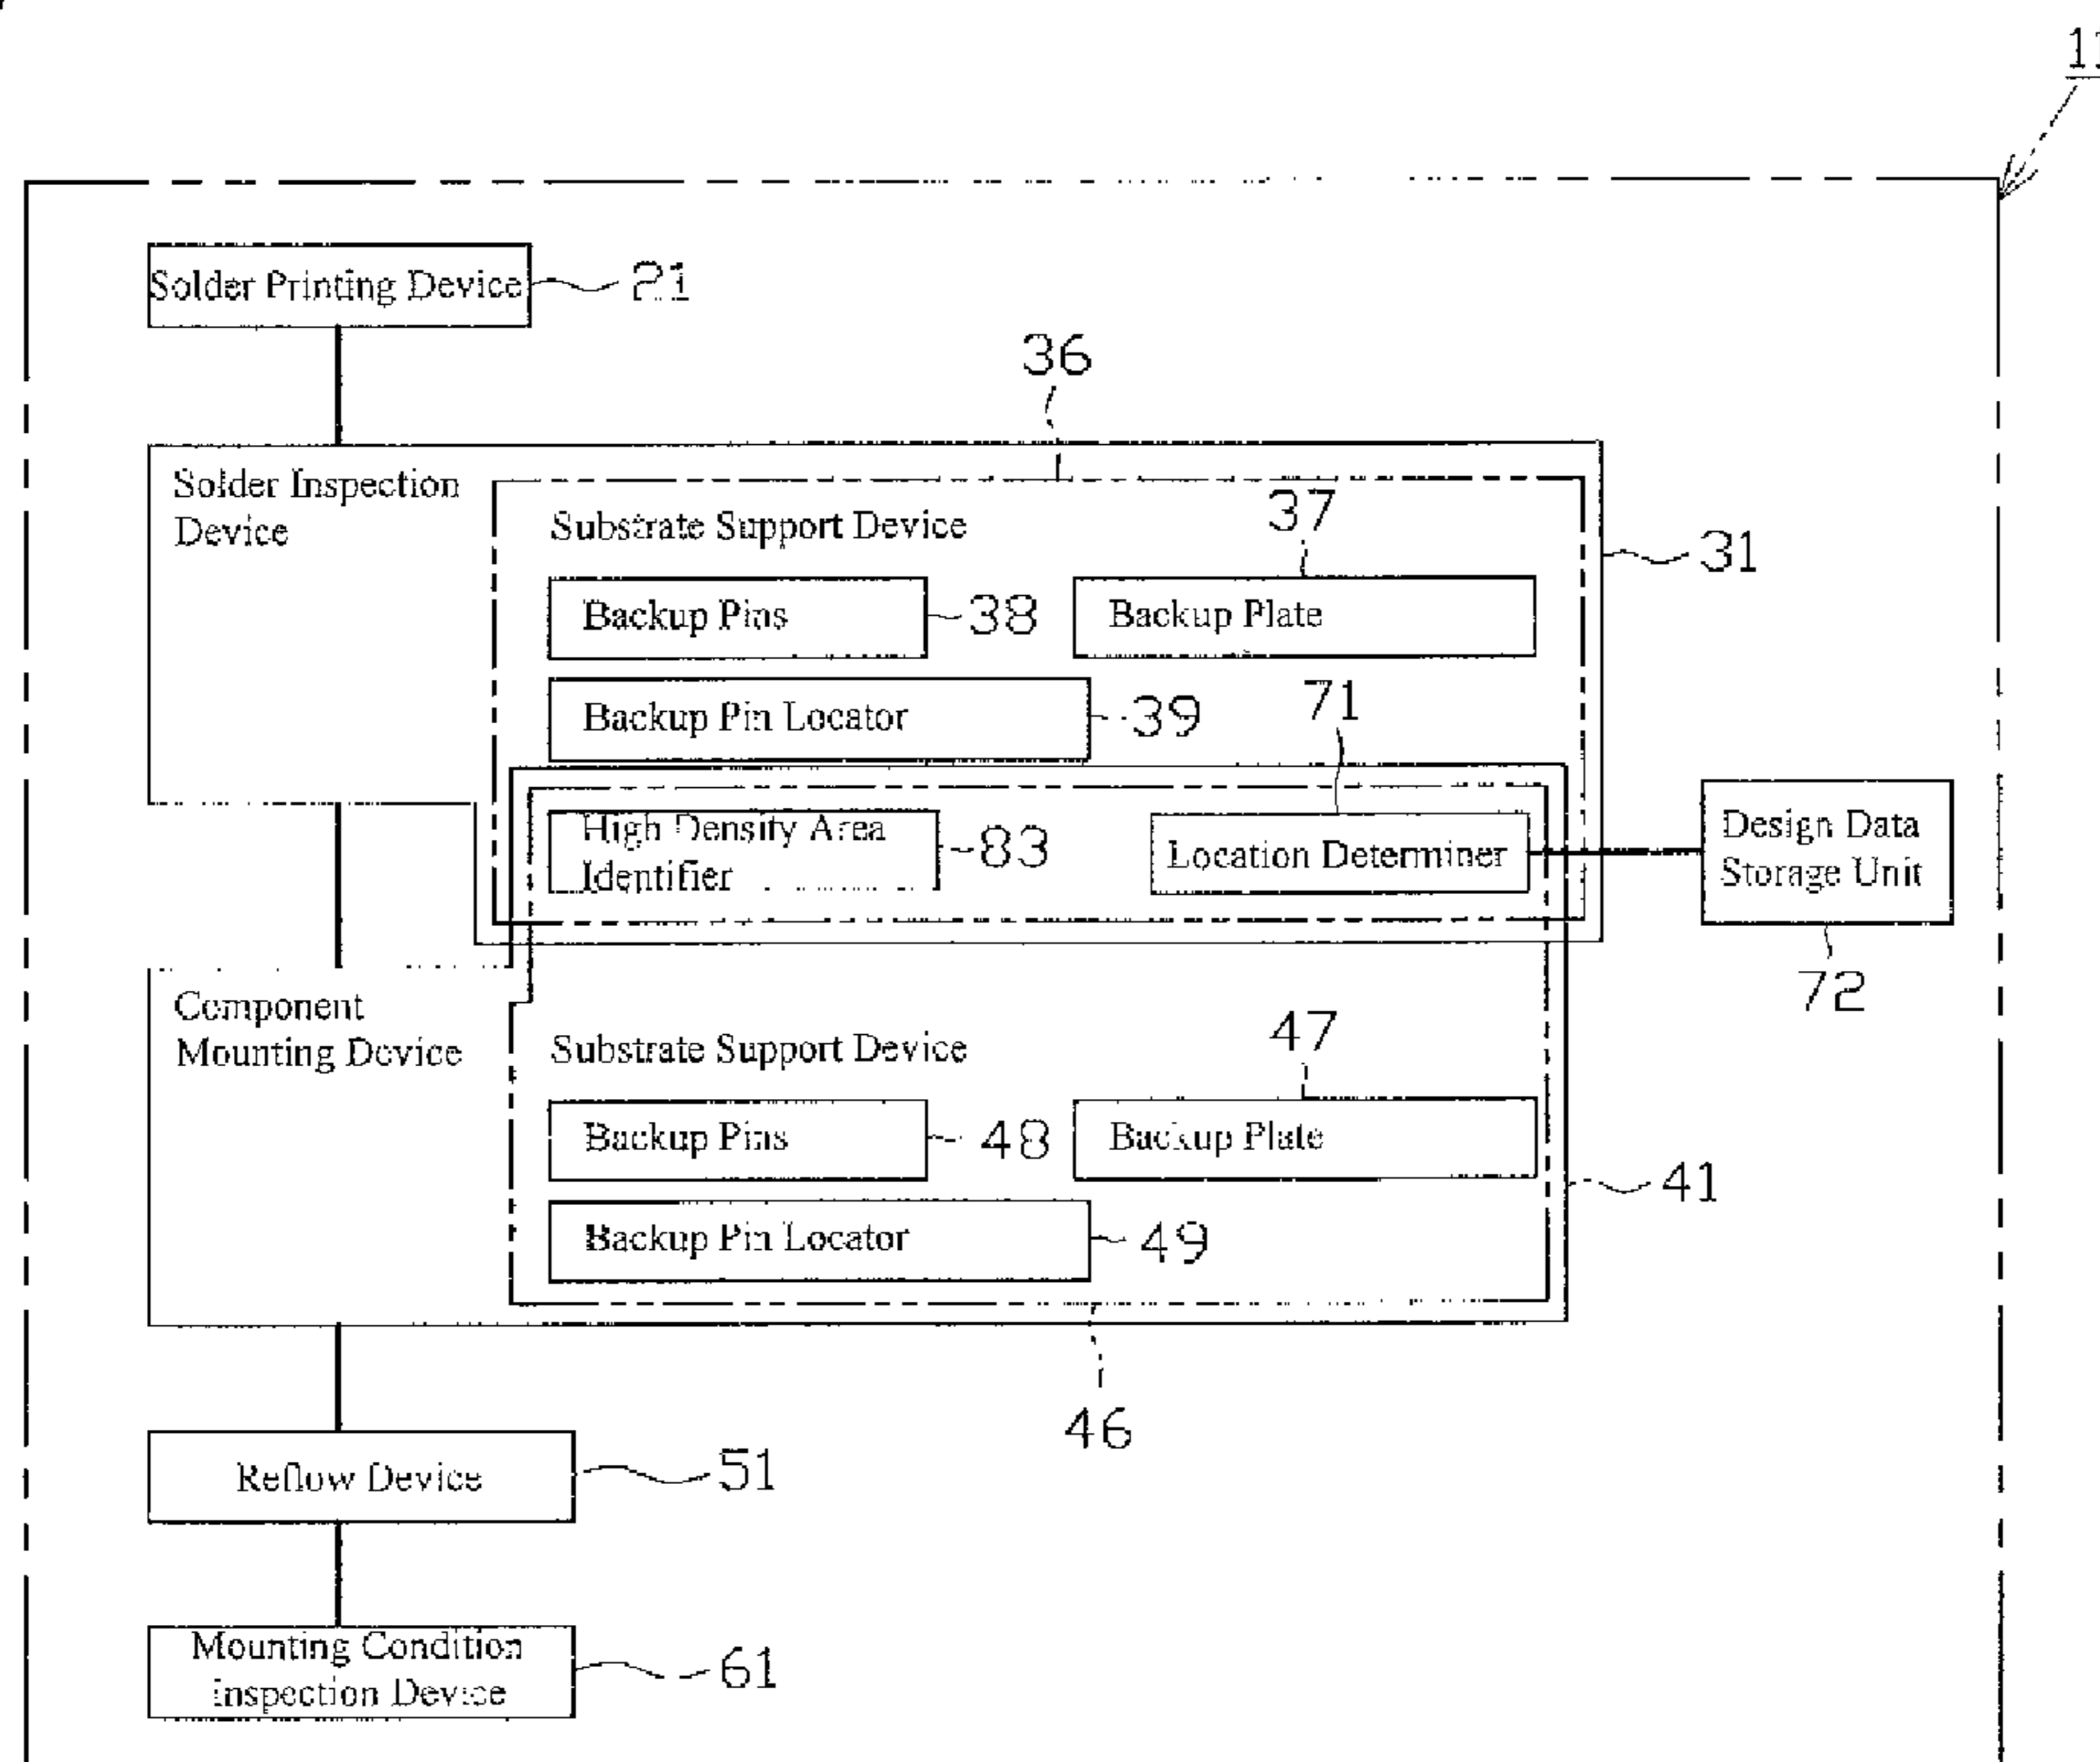 11
Solder Printing Device
21
36
Solder Inspection
Device
Substrate Support Device
37
31
Backup Pins
38
Backup Plate
Backup Pin Locator
39
71
High Density Area
Identifier
83
Location Determiner
Design Data
Storage Unit
72
Component
Mounting Device
Substrate Support Device
47
Backup Pins
48
Backup Plate
41
Backup Pin Locator
49
46
Reflow Device
51
Mounting Condition
Inspection Device
61